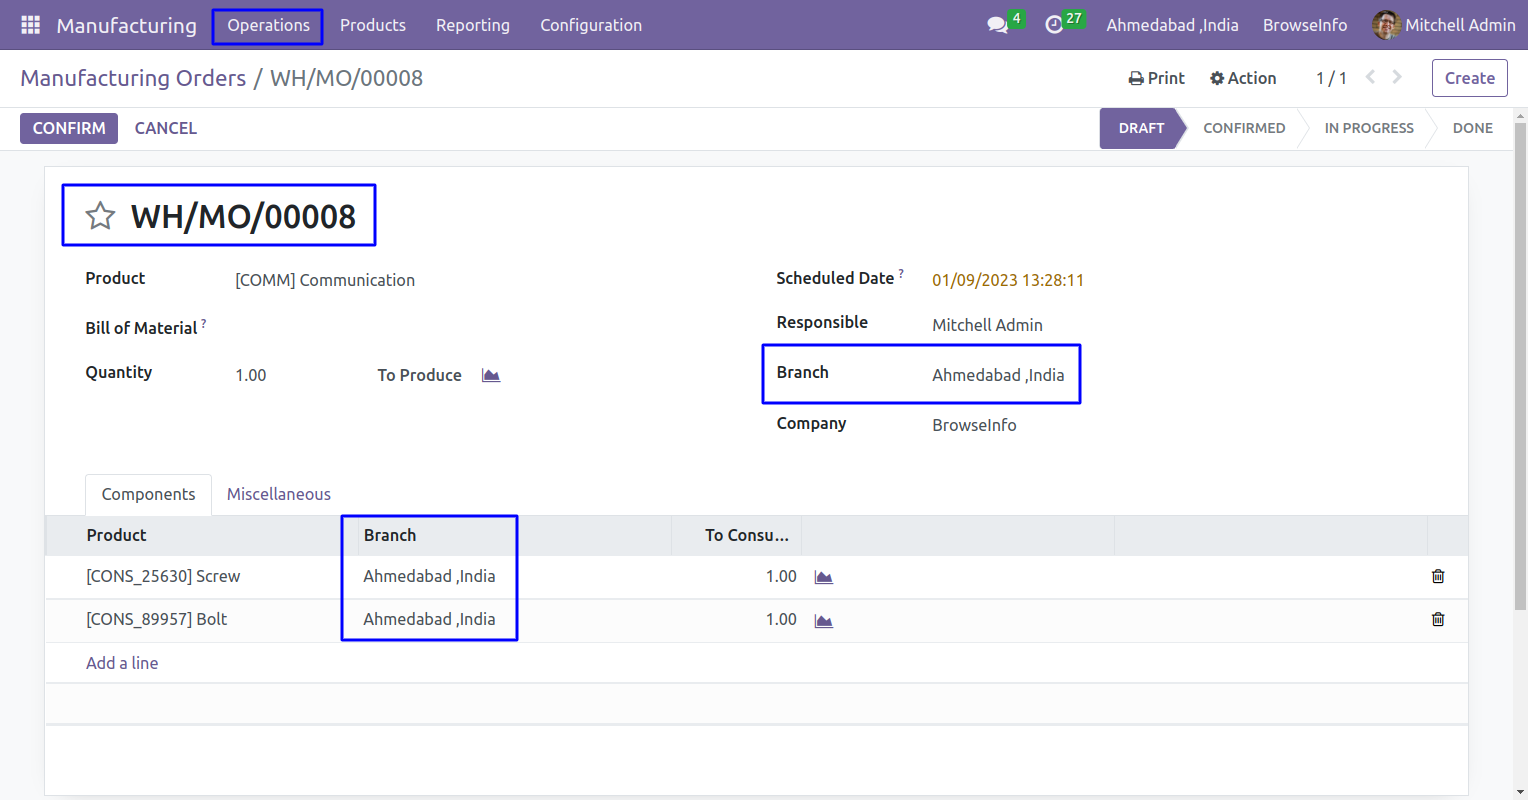 Manufacturing Operations Products Reporting Configuration 4 27 Ahmedabad ,India BrowseInfo Mitchell Admin
Manufacturing Orders / WH/MO/00008 Print Action 1 / 1 Create
CONFIRM CANCEL DRAFT CONFIRMED IN PROGRESS DONE
WH/MO/00008
Product [COMM] Communication Scheduled Date ? 01/09/2023 13:28:11
Bill of Material ? Responsible Mitchell Admin
Quantity 1.00 To Produce Branch Ahmedabad ,India
Company BrowseInfo
Components Miscellaneous
Product Branch To Consu...
[CONS_25630] Screw Ahmedabad ,India 1.00
[CONS_89957] Bolt Ahmedabad ,India 1.00
Add a line